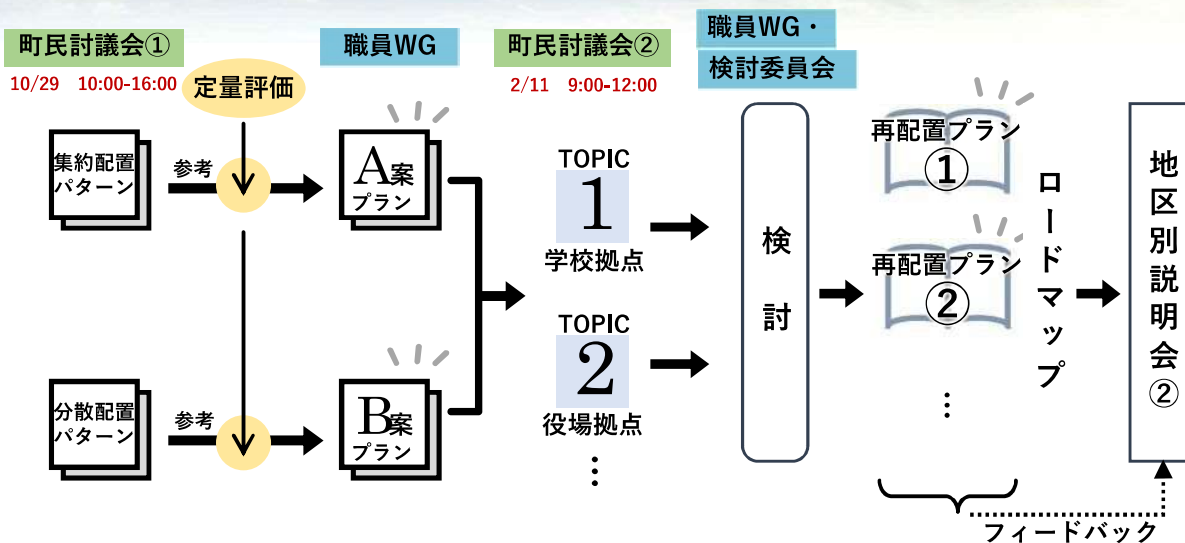 町民討議会①
10/29 10:00-16:00
定量評価
職員WG
町民討議会②
2/11 9:00-12:00
職員WG・
検討委員会
集約配置
パターン
参考
A案
プラン
分散配置
パターン
参考
B案
プラン
TOPIC
1
学校拠点
TOPIC
2
役場拠点
⋮
検討
再配置プラン
①
再配置プラン
②
⋮
ロードマップ
地区別説明会②
フィードバック